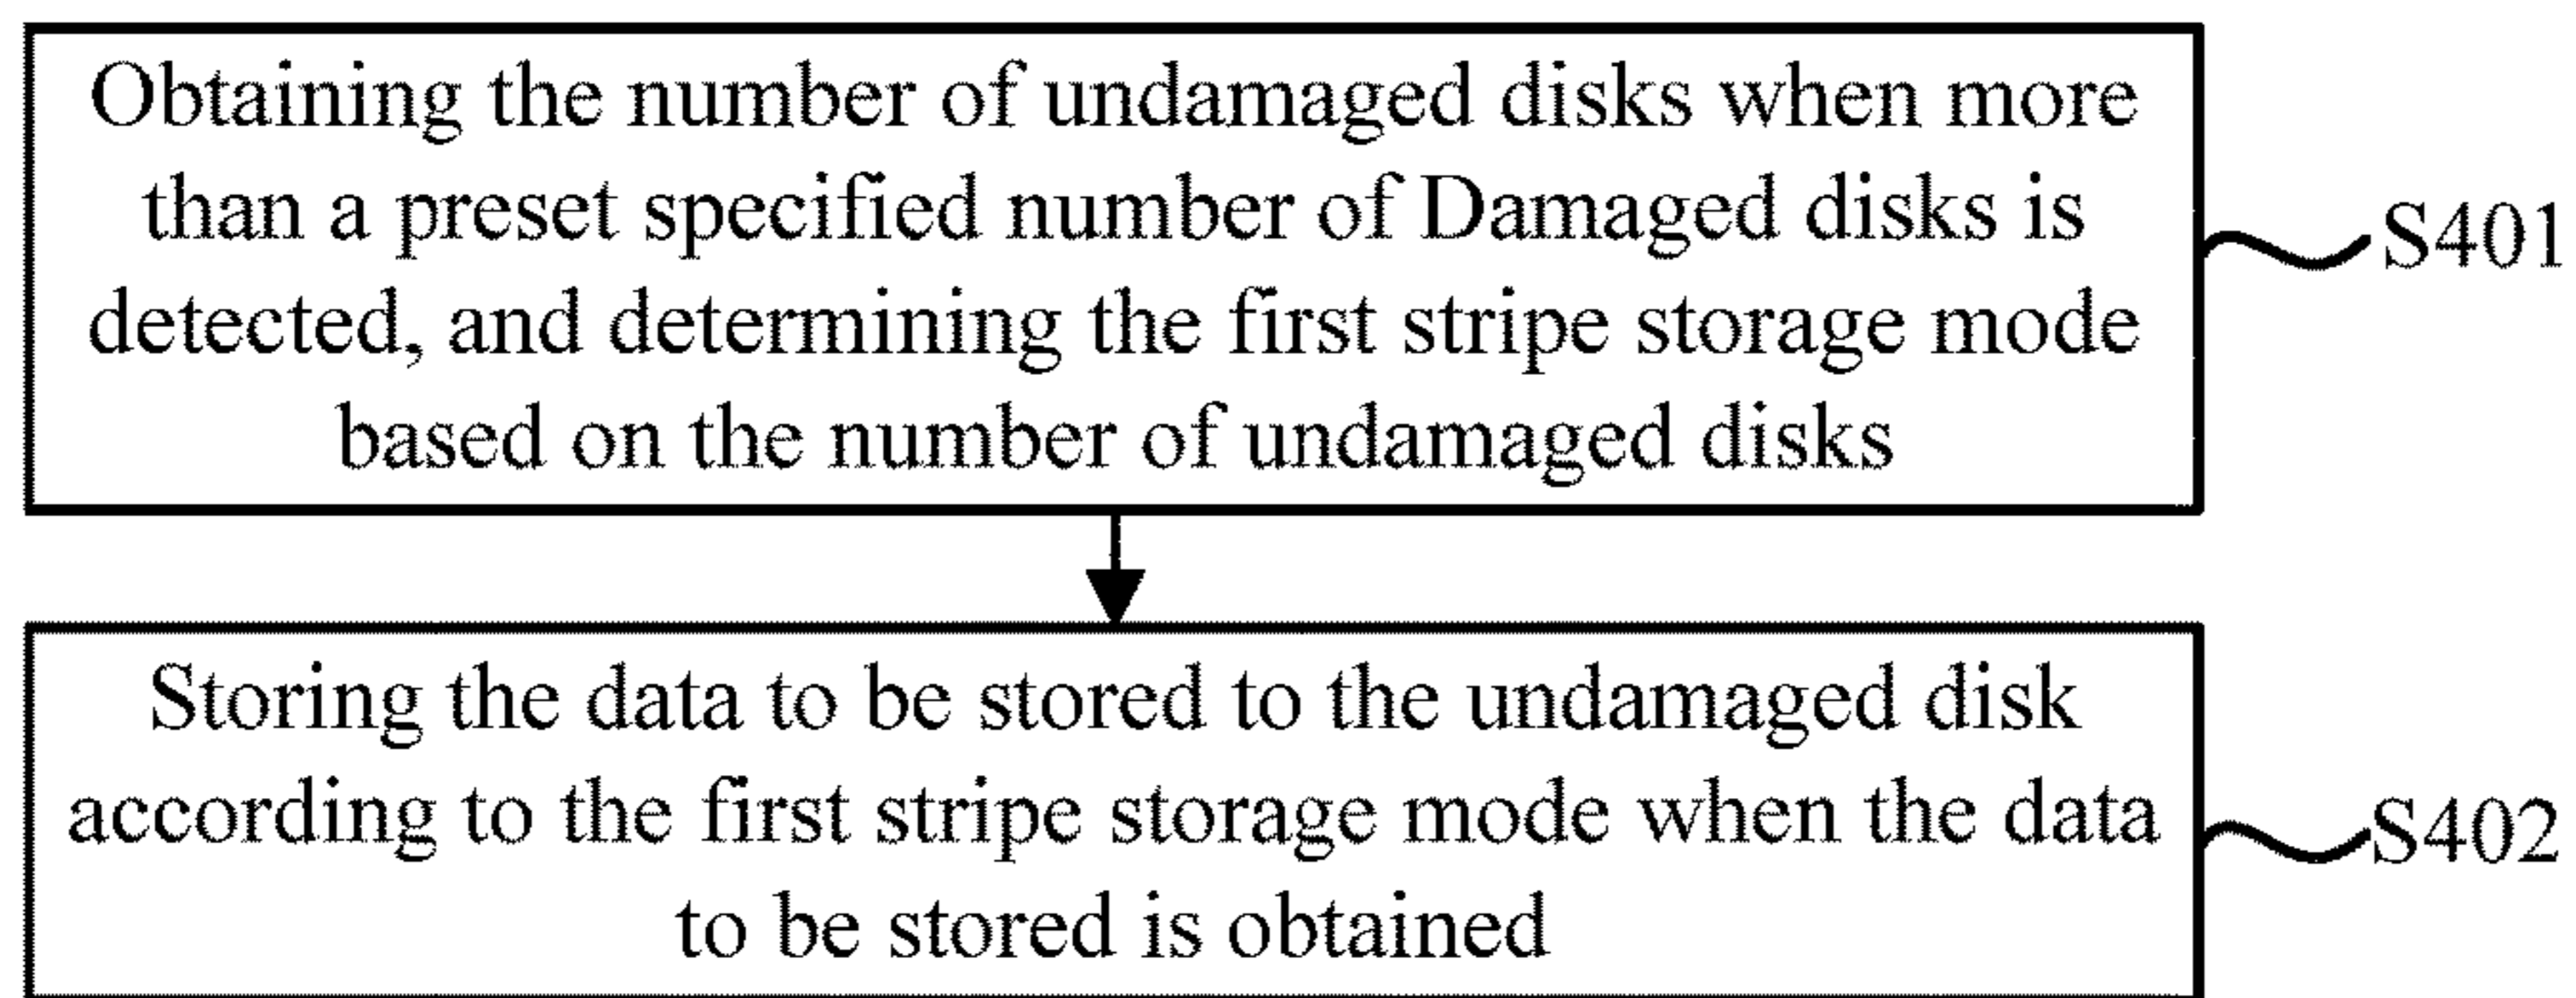 Obtaining the number of undamaged disks when more
than a preset specified number of Damaged disks is
detected, and determining the first stripe storage mode
based on the number of undamaged disks
S401
Storing the data to be stored to the undamaged disk
according to the first stripe storage mode when the data
to be stored is obtained
S402